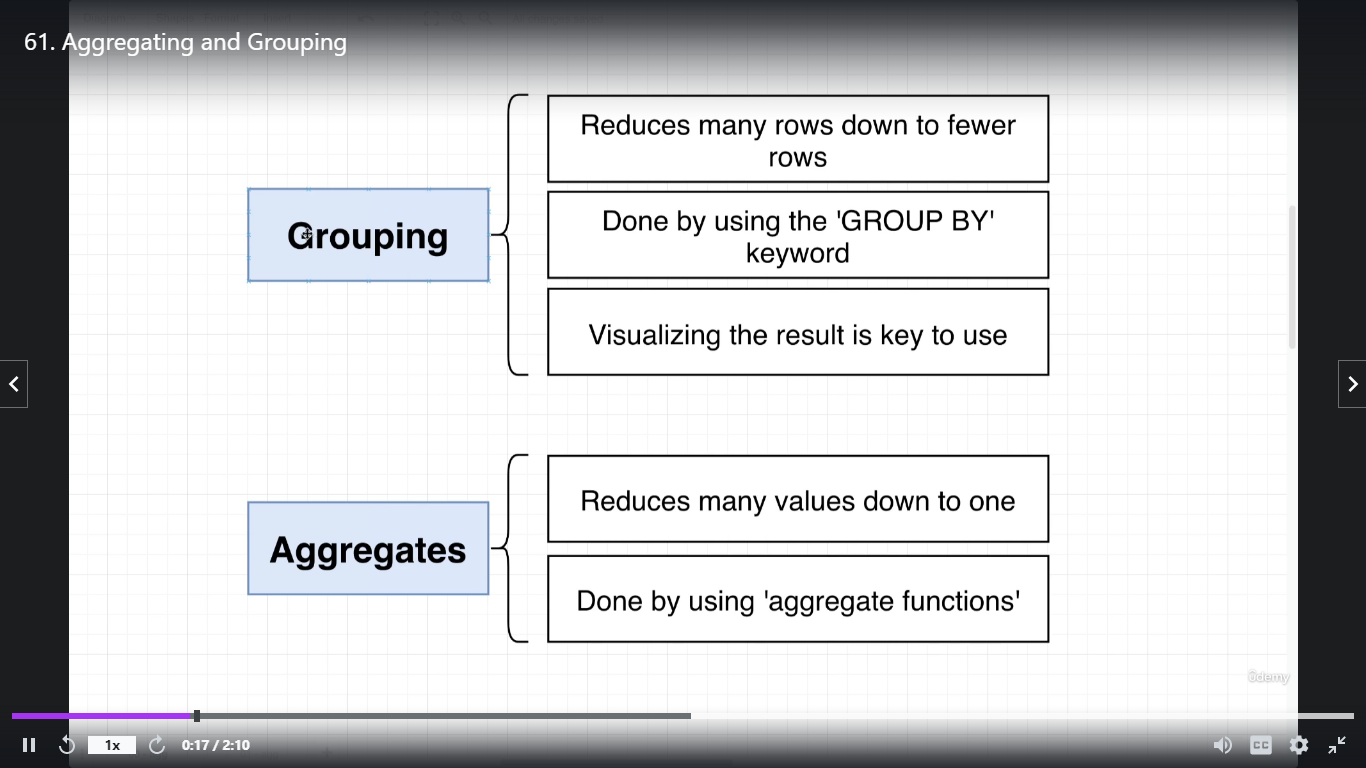 61. Aggregating and Grouping
Reduces many rows down to fewer
rows
Grouping
Done by using the 'GROUP BY'
keyword
Visualizing the result is key to use
Reduces many values down to one
Aggregates
Done by using 'aggregate functions'
ûdemy
1x
0:17 / 2:10
CC